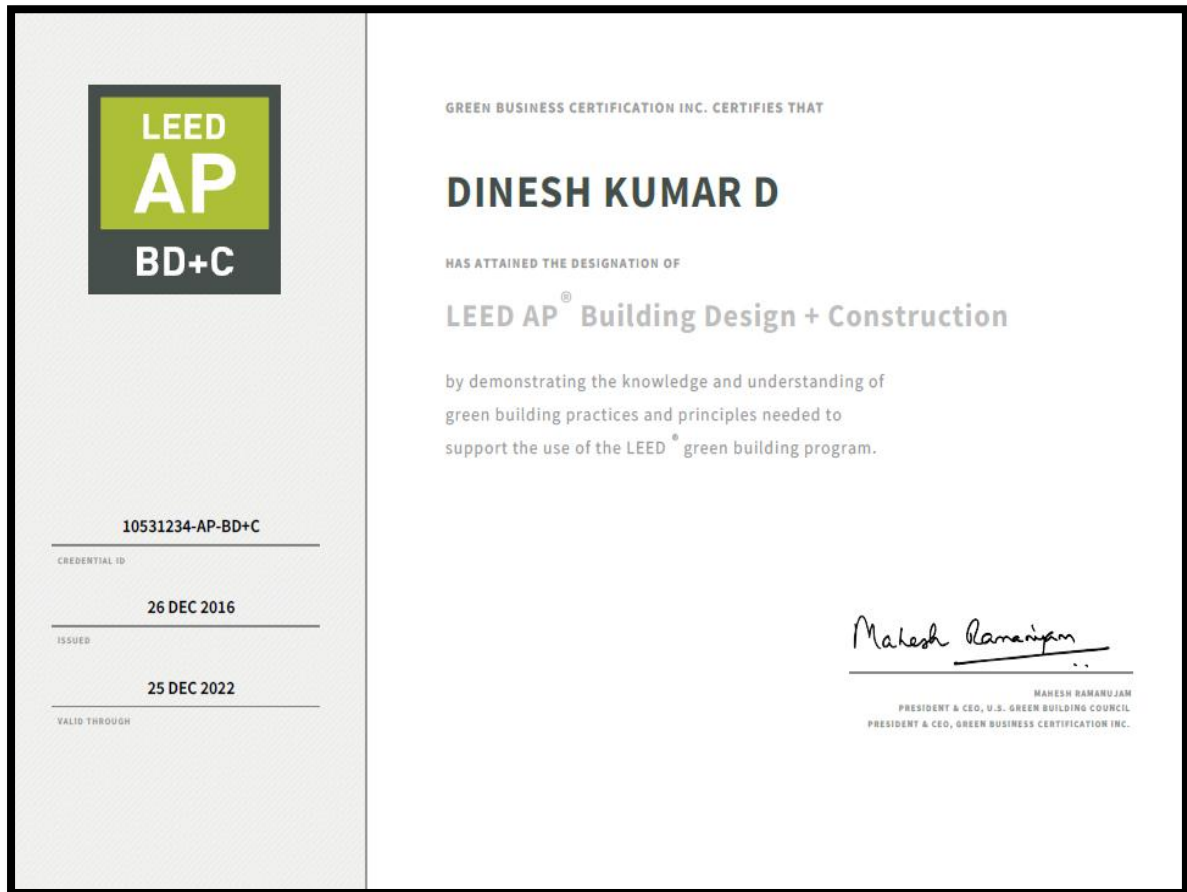 LEED
AP
BD+C
10531234-AP-BD+C
CREDENTIAL ID
26 DEC 2016
ISSUED
25 DEC 2022
VALID THROUGH
GREEN BUSINESS CERTIFICATION INC. CERTIFIES THAT
DINESH KUMAR D
HAS ATTAINED THE DESIGNATION OF
LEED AP® Building Design + Construction
by demonstrating the knowledge and understanding of
green building practices and principles needed to
support the use of the LEED ® green building program.
Mahesh Ramanujam
MAHESH RAMANUJAM
PRESIDENT & CEO, U.S. GREEN BUILDING COUNCIL
PRESIDENT & CEO, GREEN BUSINESS CERTIFICATION INC.